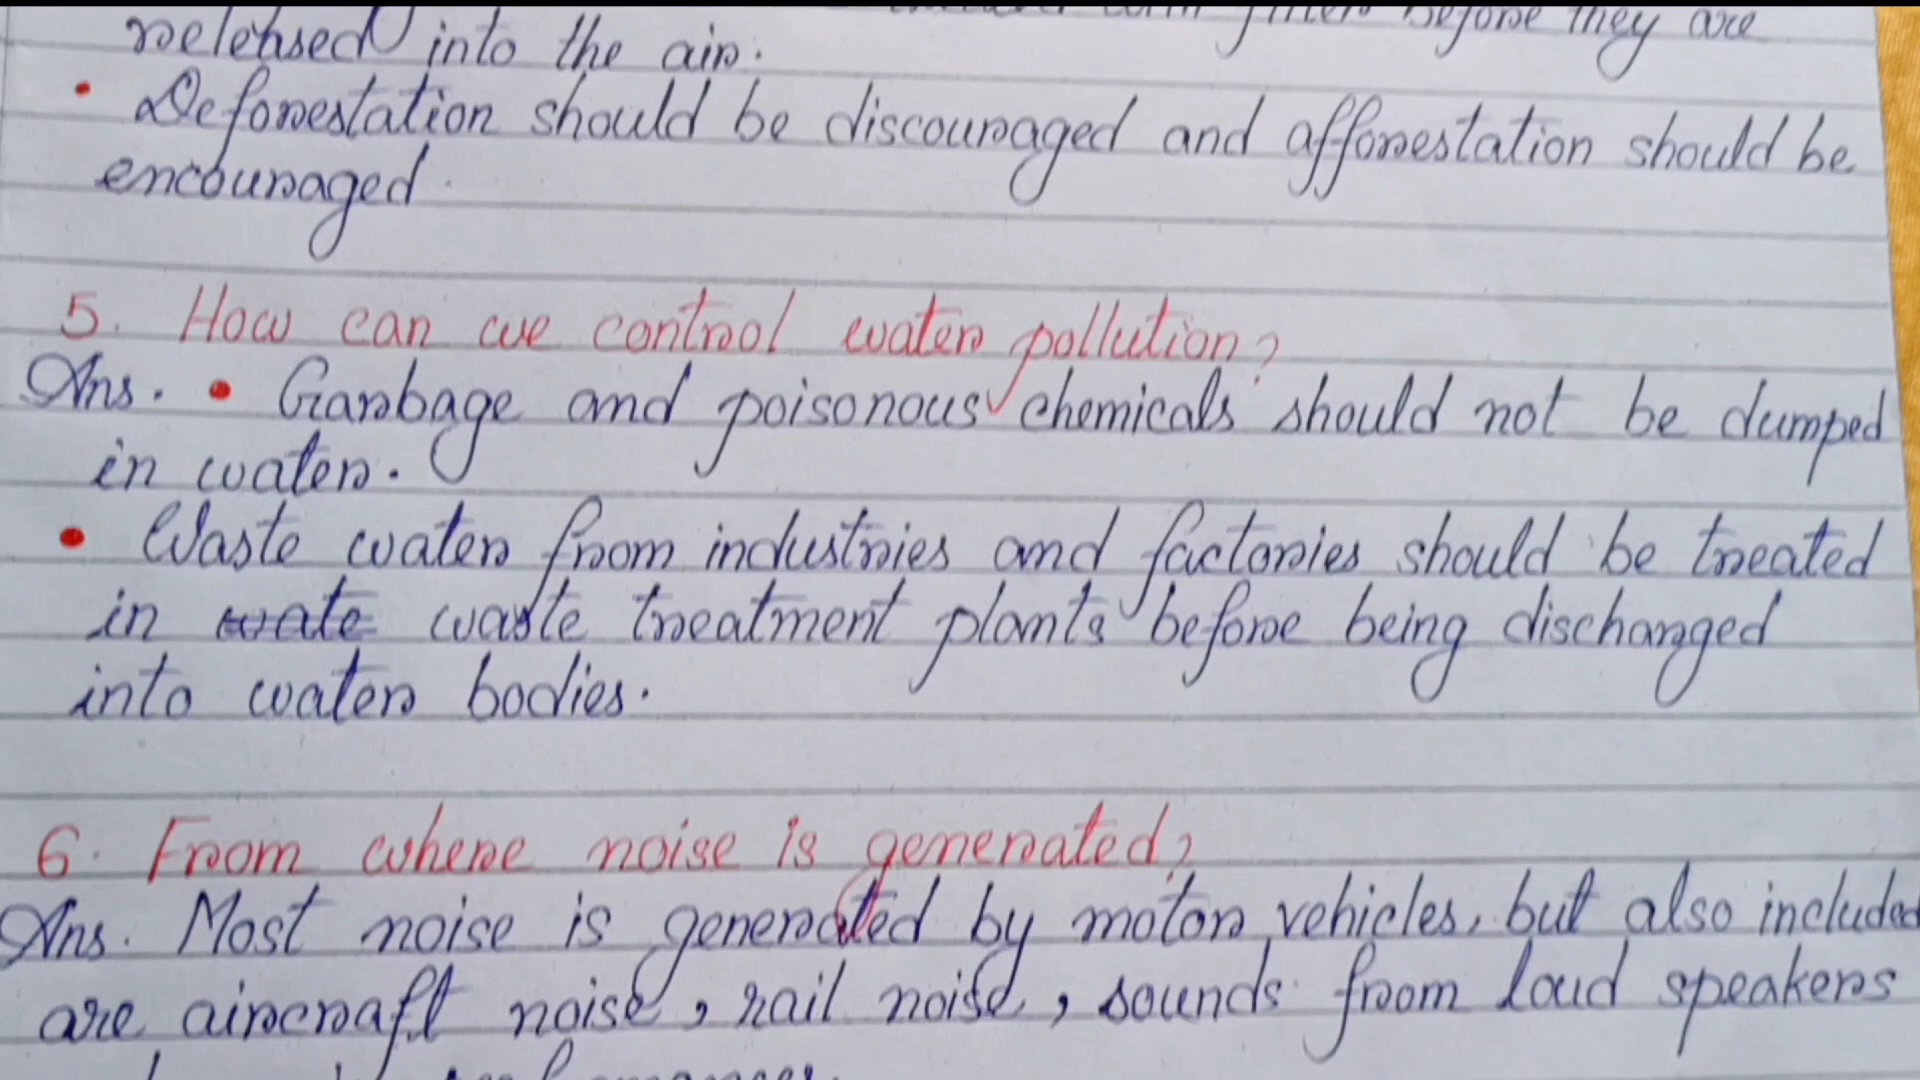 before they are
released into the air.
• Deforestation should be discouraged and afforestation should be
encouraged.
5. How can we control water pollution?
Ans. • Garbage and poisonous chemicals should not be dumped
in water.
• Waste water from industries and factories should be treated
in wate waste treatment plants before being discharged
into water bodies.
6. From where noise is generated?
Ans. Most noise is generated by motor vehicles, but also included
are aircraft noise, rail noise, sounds from loud speakers